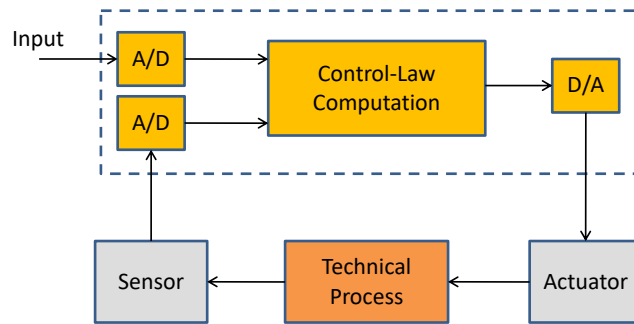 Input
A/D
Control-Law
Computation
D/A
A/D
Sensor
Technical
Process
Actuator